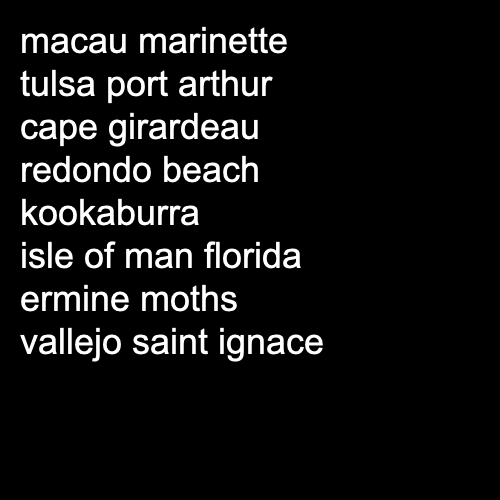 macau marinette
tulsa port arthur
cape girardeau
redondo beach
kookaburra
isle of man florida
ermine moths
vallejo saint ignace